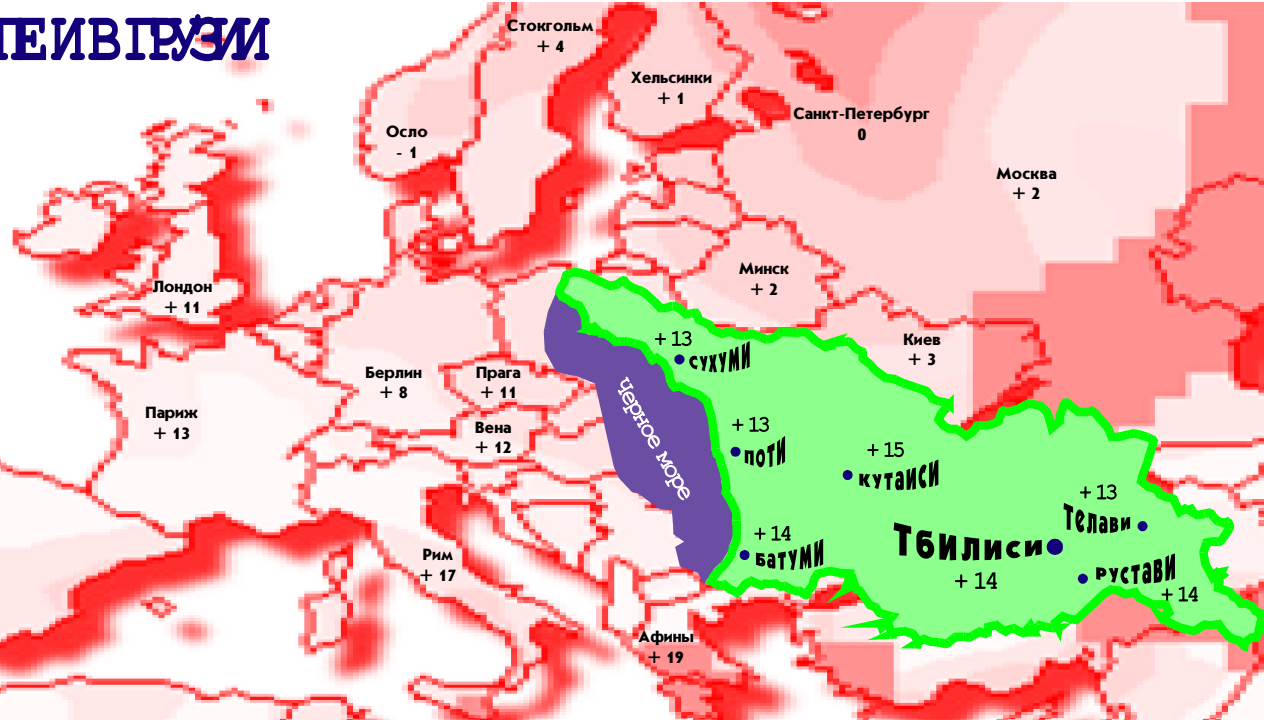 Стокгольм
+ 4
Хельсинки
+ 1
Осло
- 1
Санкт-Петербург
0
Москва
+ 2
Лондон
+ 11
Минск
+ 2
Киев
+ 3
Берлин
+ 8
Прага
+ 11
Париж
+ 13
Вена
+ 12
Рим
+ 17
Афины
+ 19
Черное море
+ 13
сухуми
+ 13
поти
+ 15
кутаиси
+ 14
батуми
Тбилиси
+ 14
+ 13
Телави
рустави
+ 14